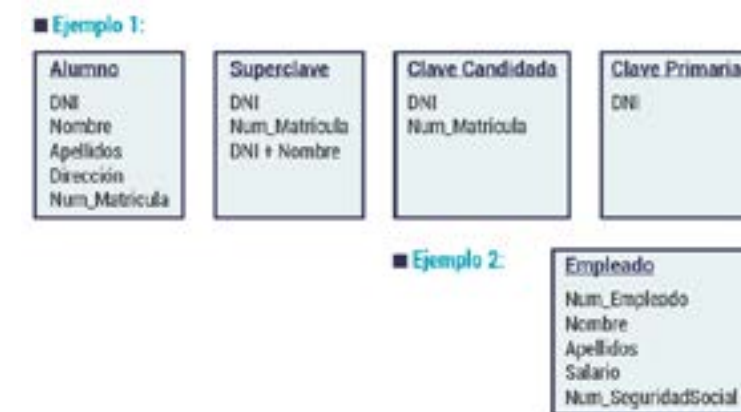 Ejemplo 1:
Alumno
DNI
Nombre
Apellidos
Dirección
Num_Matricula
Superclave
DNI
Num_Matricula
DNI + Nombre
Clave Candidada
DNI
Num_Matricula
Clave Primaria
DNI
Ejemplo 2:
Empleado
Num_Empleado
Nombre
Apellidos
Salario
Num_SeguridadSocial